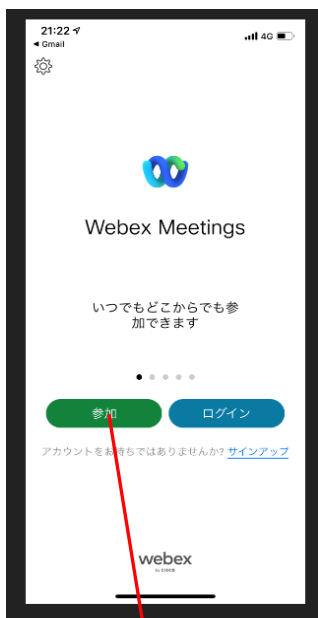 21:22
4G
◀ Gmail
Webex Meetings
いつでもどこからでも参
加できます
参加
ログイン
アカウントをお持ちではありませんか? サインアップ
webex
by CISCO